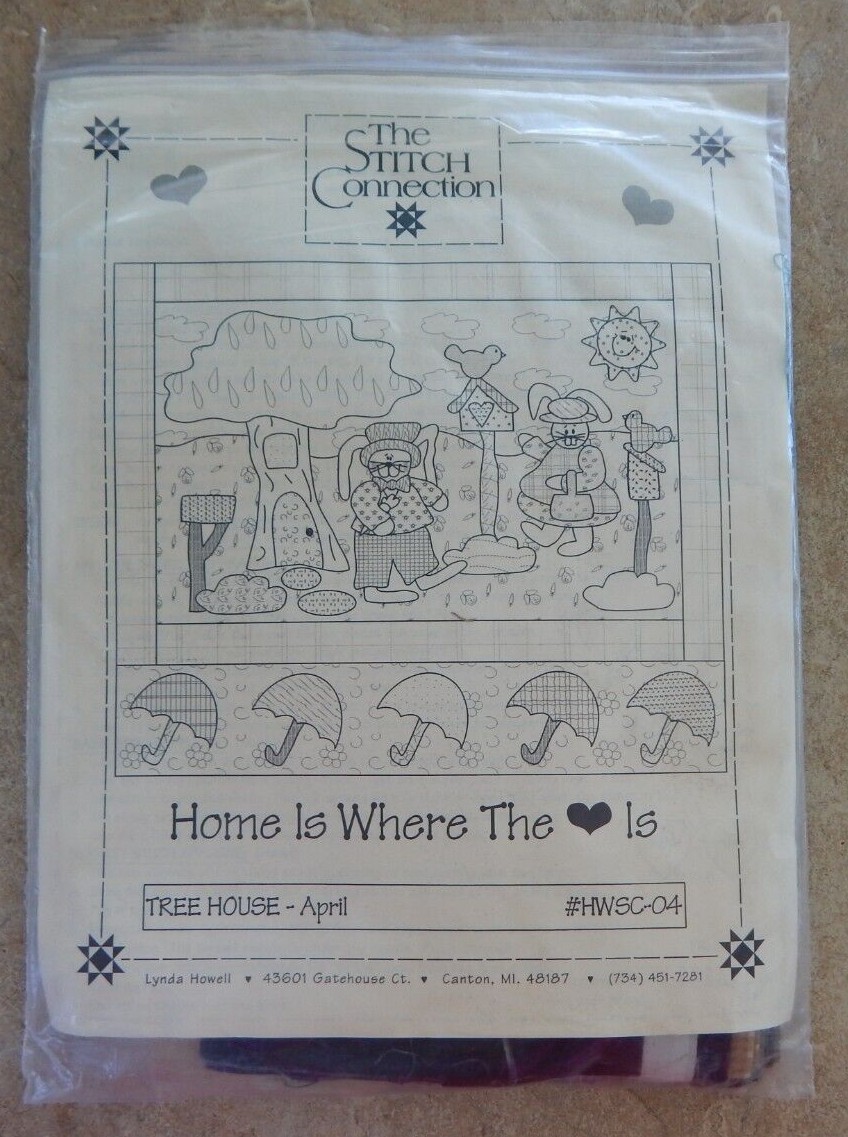 The
STITCH
Connection
Home Is Where The ♥ Is
TREE HOUSE - April #HWSC-04
Lynda Howell ♥ 43601 Gatehouse Ct. ♥ Canton, MI. 48187 ♥ (734) 451-7281